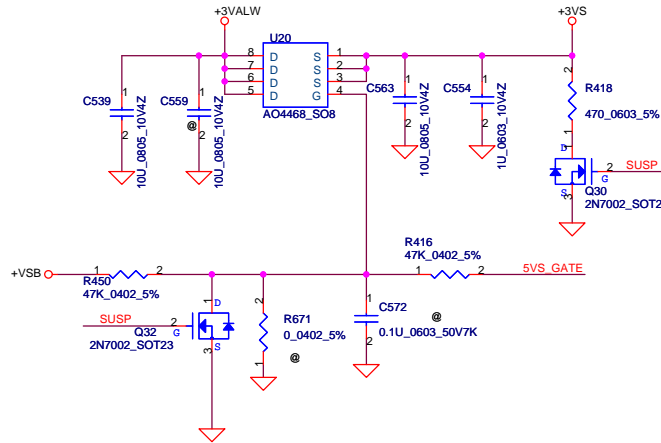 +3VALW
+3VS
U20
8 D S 1
7 D S 2
6 D S 3
5 D G 4
AO4468_SO8
C539
1
2
10U_0805_10V4Z
C559
1
2
@
10U_0805_10V4Z
C563
1
2
10U_0805_10V4Z
C554
1
2
1U_0603_10V4Z
2
R418
470_0603_5%
1
1
D
SUSP
2
G
S
3
Q30
2N7002_SOT2
+VSB
1
2
R450
47K_0402_5%
R416
1
2
47K_0402_5%
5VS_GATE
@
SUSP
2
G
1
D
S
3
Q32
2N7002_SOT23
2
R671
0_0402_5%
1
@
1
C572
0.1U_0603_50V7K
2